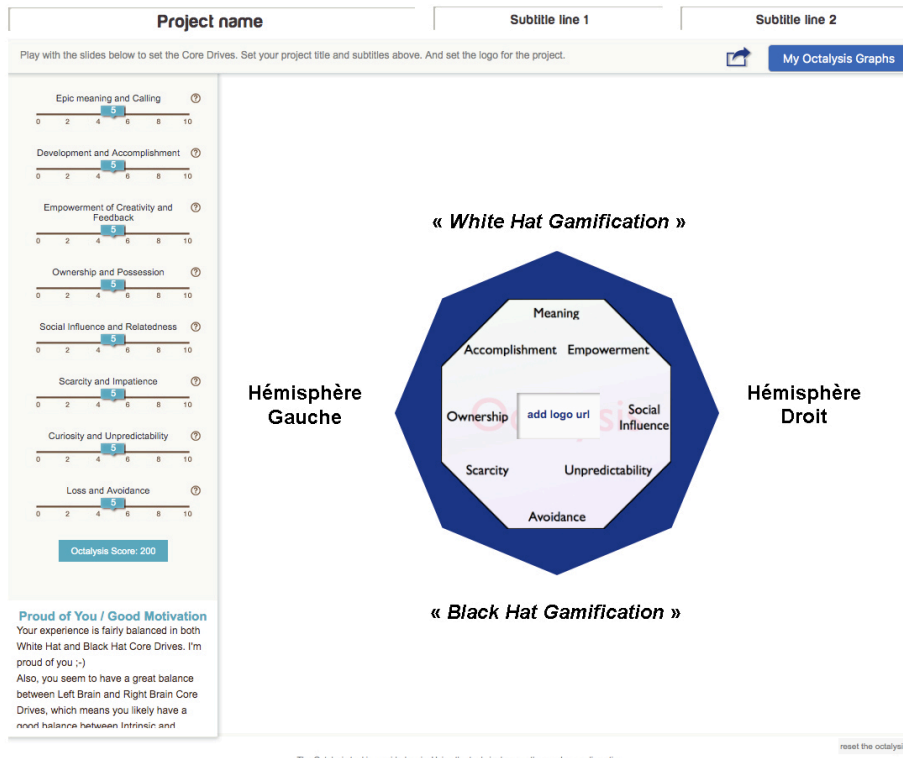 Project name
Subtitle line 1
Subtitle line 2
Play with the slides below to set the Core Drives. Set your project title and subtitles above. And set the logo for the project.
My Octalysis Graphs
Epic meaning and Calling ?
5
0 2 4 6 8 10
Development and Accomplishment ?
5
0 2 4 6 8 10
Empowerment of Creativity and ?
Feedback
5
0 2 4 6 8 10
Ownership and Possession ?
5
0 2 4 6 8 10
Social Influence and Relatedness ?
5
0 2 4 6 8 10
Scarcity and Impatience ?
5
0 2 4 6 8 10
Curiosity and Unpredictability ?
5
0 2 4 6 8 10
Loss and Avoidance ?
5
0 2 4 6 8 10
Octalysis Score: 200
Proud of You / Good Motivation
Your experience is fairly balanced in both
White Hat and Black Hat Core Drives. I'm
proud of you ;-)
Also, you seem to have a great balance
between Left Brain and Right Brain Core
Drives, which means you likely have a
good balance between Intrinsic and
« White Hat Gamification »
Meaning
Accomplishment Empowerment
Hémisphère
Gauche
Ownership
add logo url
Social
Influence
Hémisphère
Droit
Scarcity Unpredictability
Avoidance
« Black Hat Gamification »
reset the octalysi